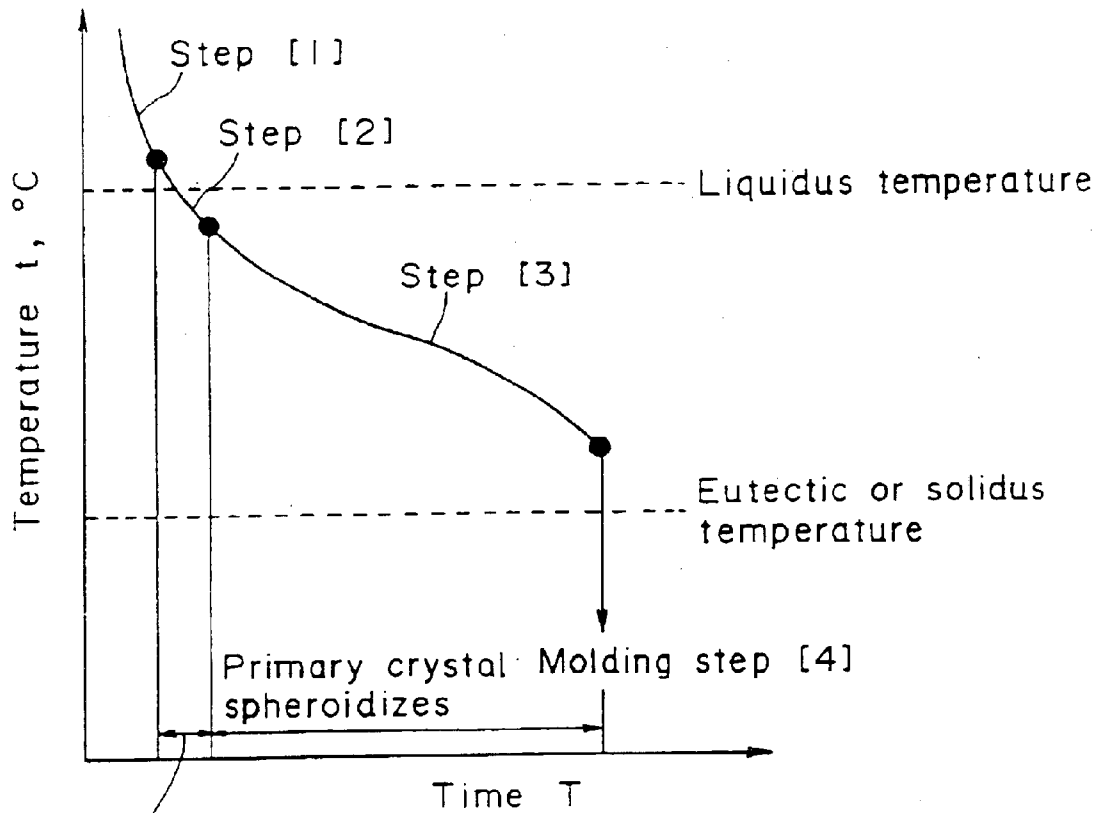 Step [1]
Step [2]
Liquidus temperature
Step [3]
Temperature t, °C
Eutectic or solidus
temperature
Primary crystal
spheroidizes
Molding step [4]
Time T